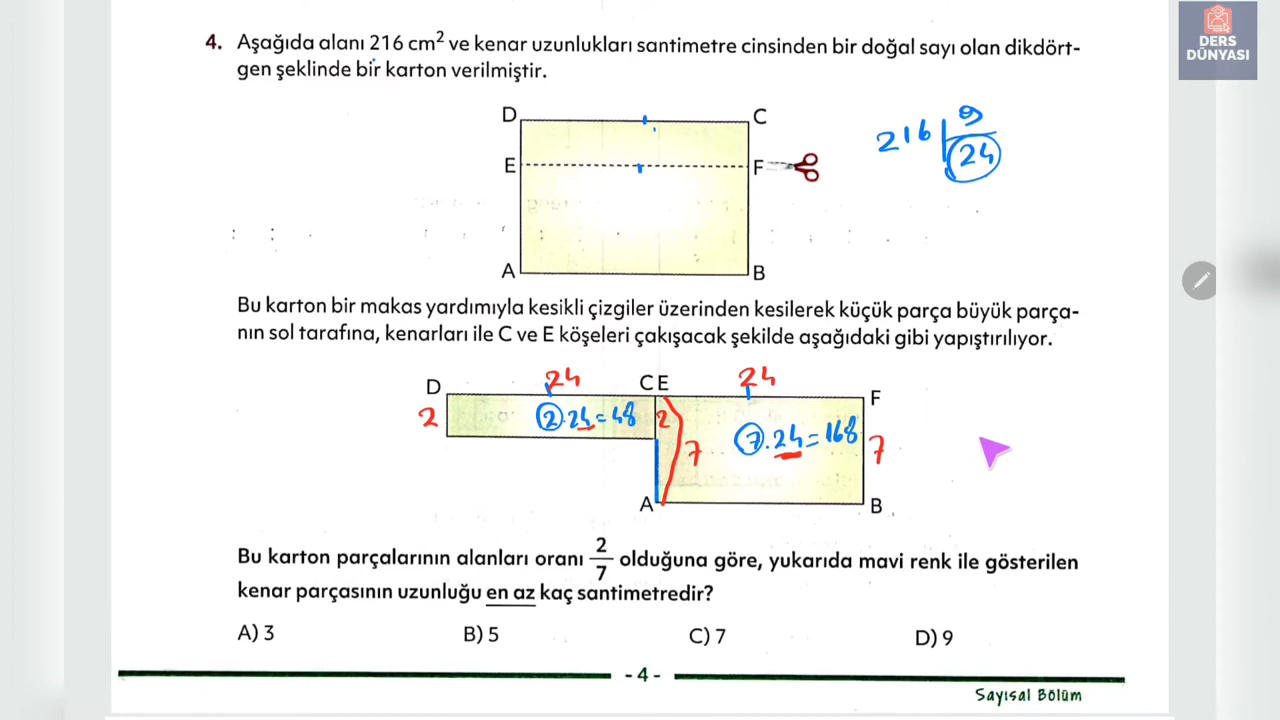 DERS
DÜNYASI
4. Aşağıda alanı 216 cm² ve kenar uzunlukları santimetre cinsinden bir doğal sayı olan dikdört-
gen şeklinde bir karton verilmiştir.
D
C
216 9
24
E
F
A
B
Bu karton bir makas yardımıyla kesikli çizgiler üzerinden kesilerek küçük parça büyük parça-
nın sol tarafına, kenarları ile C ve E köşeleri çakışacak şekilde aşağıdaki gibi yapıştırılıyor.
24 24
D C E F
2 2.24=48 2 7 7.24=168 7
A B
Bu karton parçalarının alanları oranı 2/7 olduğuna göre, yukarıda mavi renk ile gösterilen
kenar parçasının uzunluğu en az kaç santimetredir?
A) 3 B) 5 C) 7 D) 9
- 4 -
Sayısal Bölüm